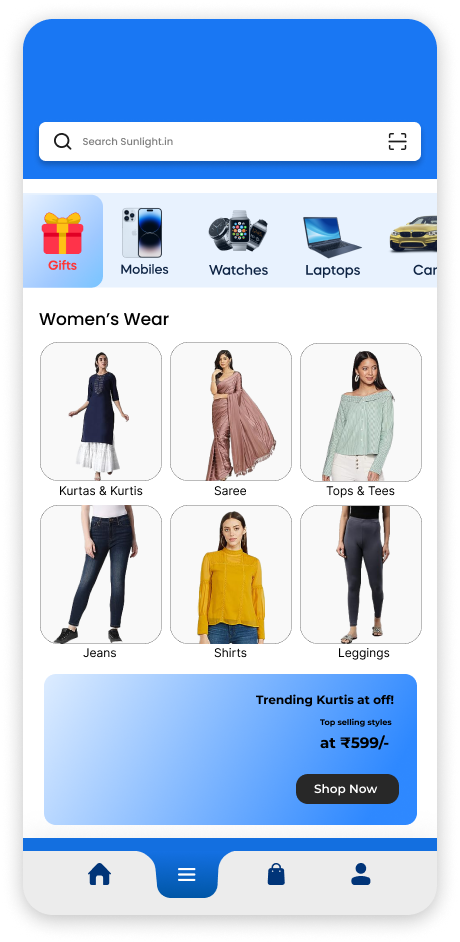 Search Sunlight.in
Gifts
Mobiles
Watches
Laptops
Car
Women's Wear
Kurtas & Kurtis
Saree
Tops & Tees
Jeans
Shirts
Leggings
Trending Kurtis at off!
Top selling styles
at ₹599/-
Shop Now